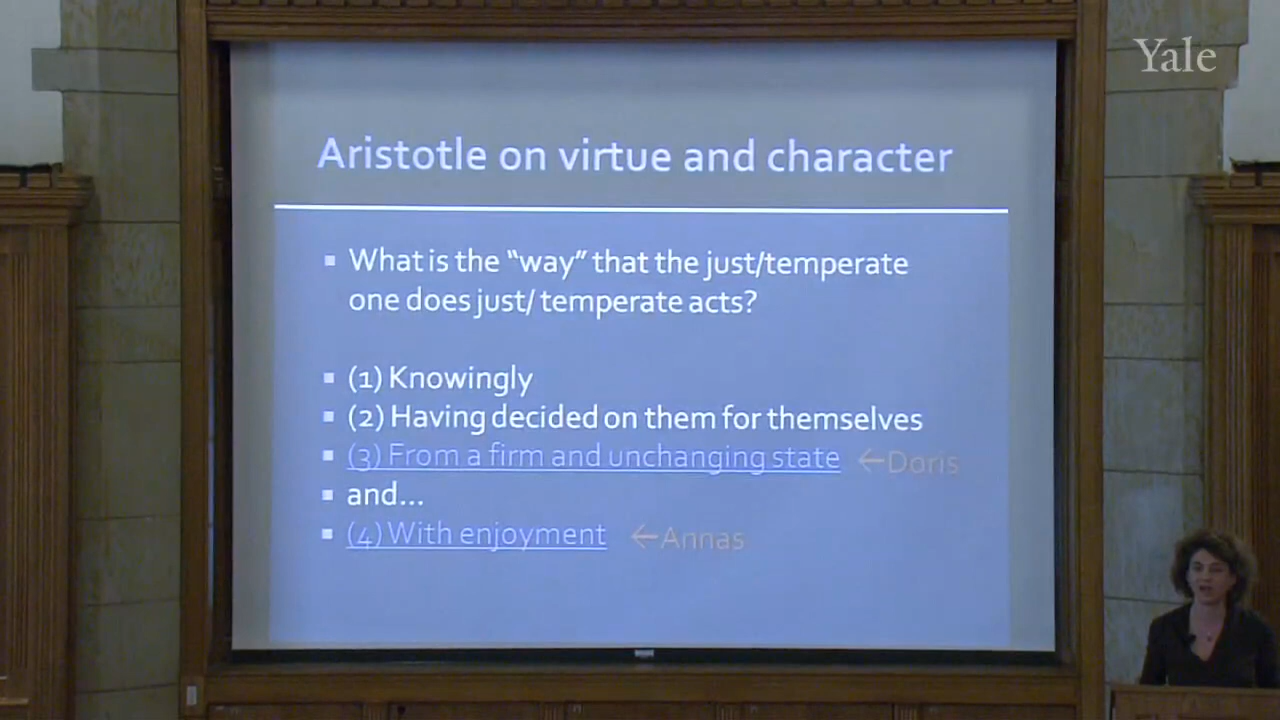 Yale
Aristotle on virtue and character
▪ What is the “way” that the just/temperate
one does just/ temperate acts?
▪ (1) Knowingly
▪ (2) Having decided on them for themselves
▪ (3) From a firm and unchanging state ←Doris
▪ and...
▪ (4) With enjoyment ←Annas